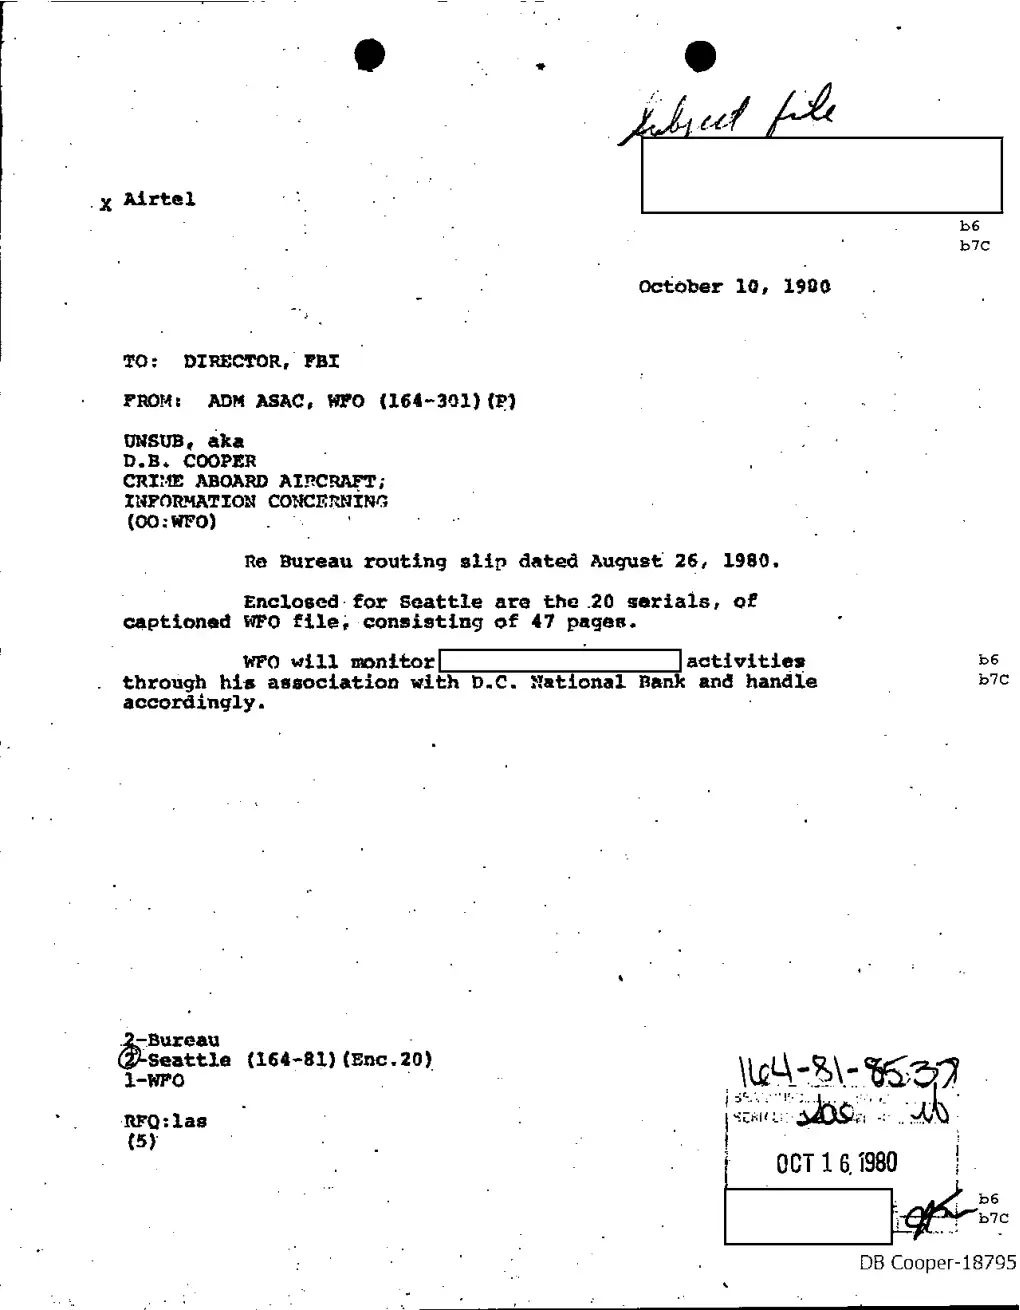 Subject file
x Airtel
b6
b7C
October 10, 1980
TO: DIRECTOR, FBI
FROM: ADM ASAC, WFO (164-301)(P)
UNSUB, aka
D.B. COOPER
CRIME ABOARD AIRCRAFT;
INFORMATION CONCERNING
(OO:WFO)
Re Bureau routing slip dated August 26, 1980.
Enclosed for Seattle are the 20 serials, of
captioned WFO file, consisting of 47 pages.
WFO will monitor activities
b6
through his association with D.C. National Bank and handle
b7C
accordingly.
2-Bureau
2-Seattle (164-81)(Enc.20)
1-WFO
RFQ:las
(5)
164-81-8537
OCT 16 1980
b6
b7C
DB Cooper-18795